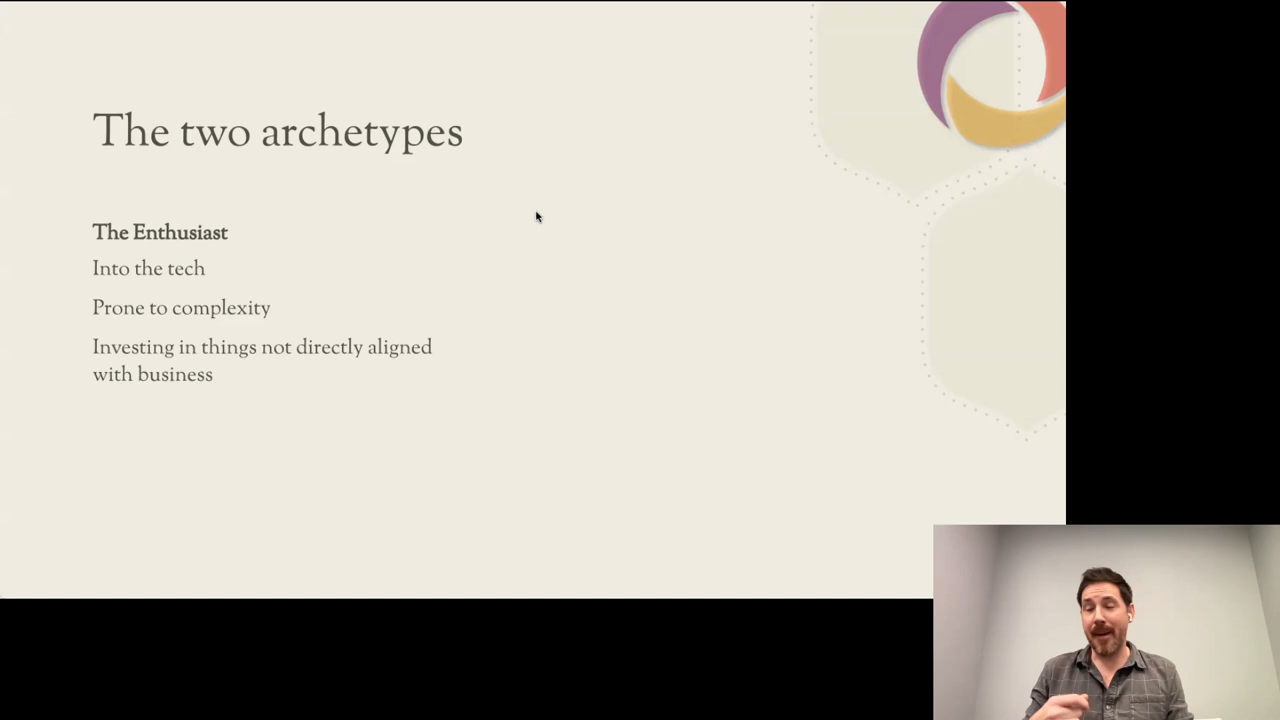 The two archetypes
The Enthusiast
Into the tech
Prone to complexity
Investing in things not directly aligned
with business